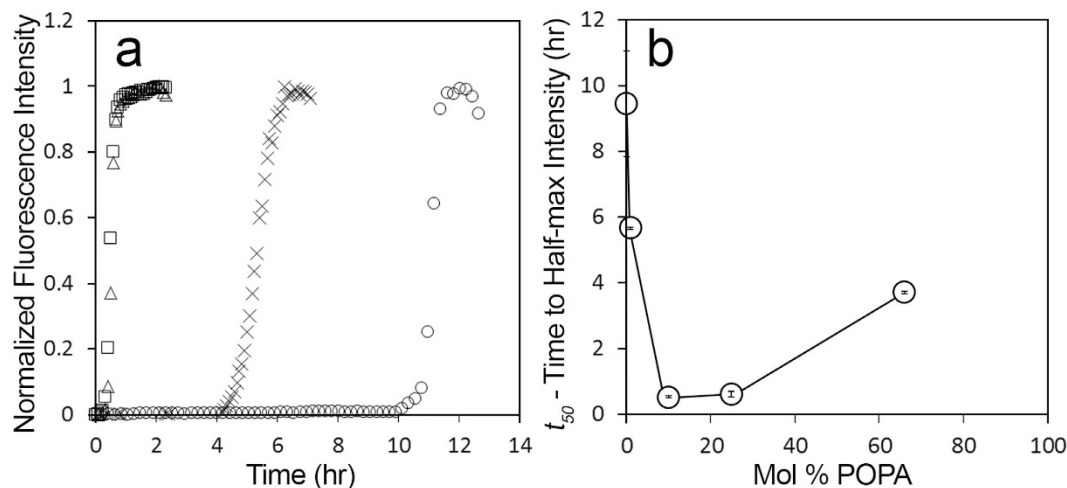 a
Normalized Fluorescence Intensity
1.2
1
0.8
0.6
0.4
0.2
0
0 2 4 6 8 10 12 14
Time (hr)
b
t50 - Time to Half-max Intensity (hr)
12
10
8
6
4
2
0
0 20 40 60 80 100
Mol % POPA